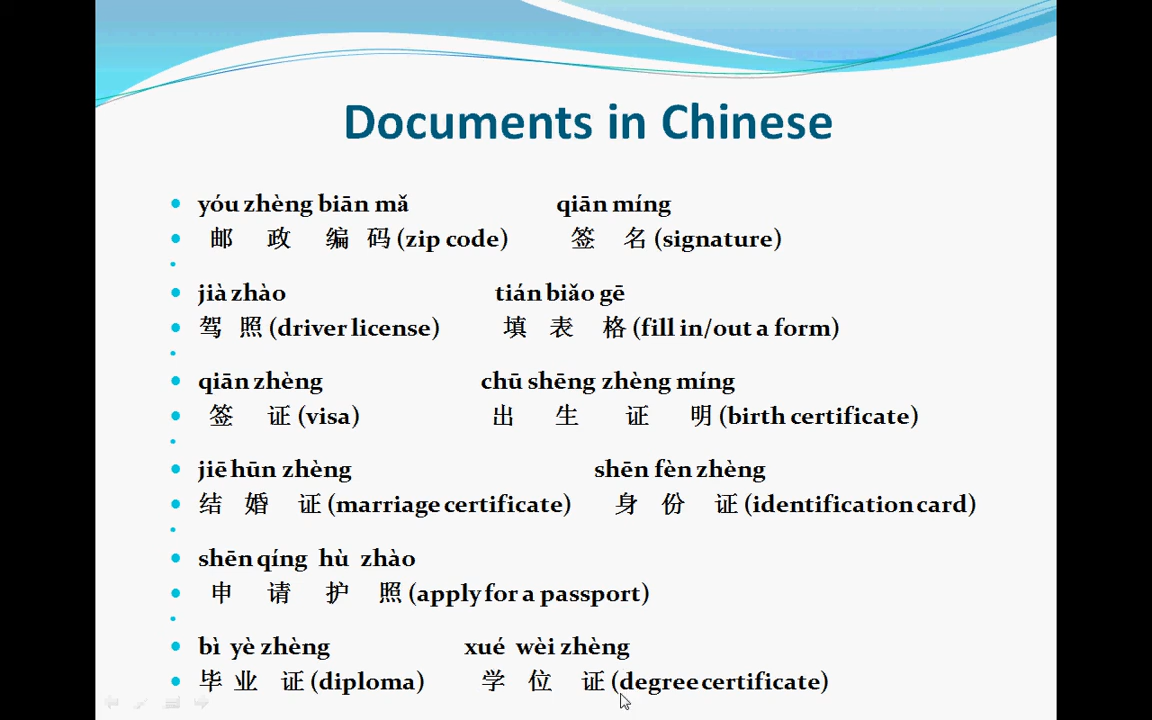 Documents in Chinese
yóu zhèng biān mǎ qiān míng
邮 政 编 码 (zip code) 签 名 (signature)
jià zhào tián biǎo gē
驾 照 (driver license) 填 表 格 (fill in/out a form)
qiān zhèng chū shēng zhèng míng
签 证 (visa) 出 生 证 明 (birth certificate)
jiē hūn zhèng shēn fèn zhèng
结 婚 证 (marriage certificate) 身 份 证 (identification card)
shēn qíng hù zhào
申 请 护 照 (apply for a passport)
bì yè zhèng xué wèi zhèng
毕 业 证 (diploma) 学 位 证 (degree certificate)